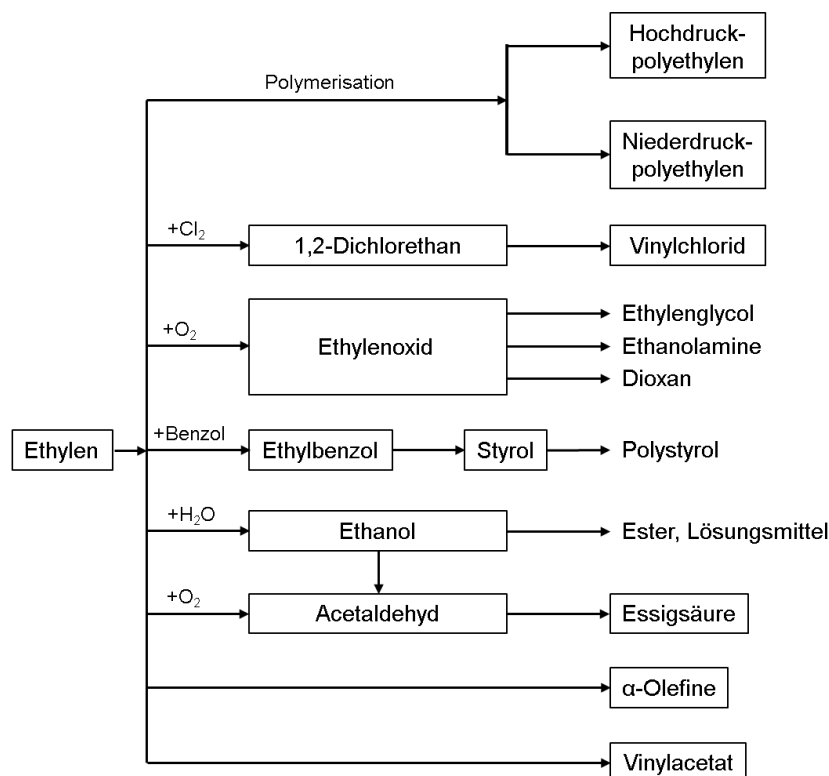 Hochdruck-
polyethylen
Polymerisation
Niederdruck-
polyethylen
+Cl₂
1,2-Dichlorethan
Vinylchlorid
+O₂
Ethylenoxid
Ethylenglycol
Ethanolamine
Dioxan
Ethylen
+Benzol
Ethylbenzol
Styrol
Polystyrol
+H₂O
Ethanol
Ester, Lösungsmittel
+O₂
Acetaldehyd
Essigsäure
α-Olefine
Vinylacetat